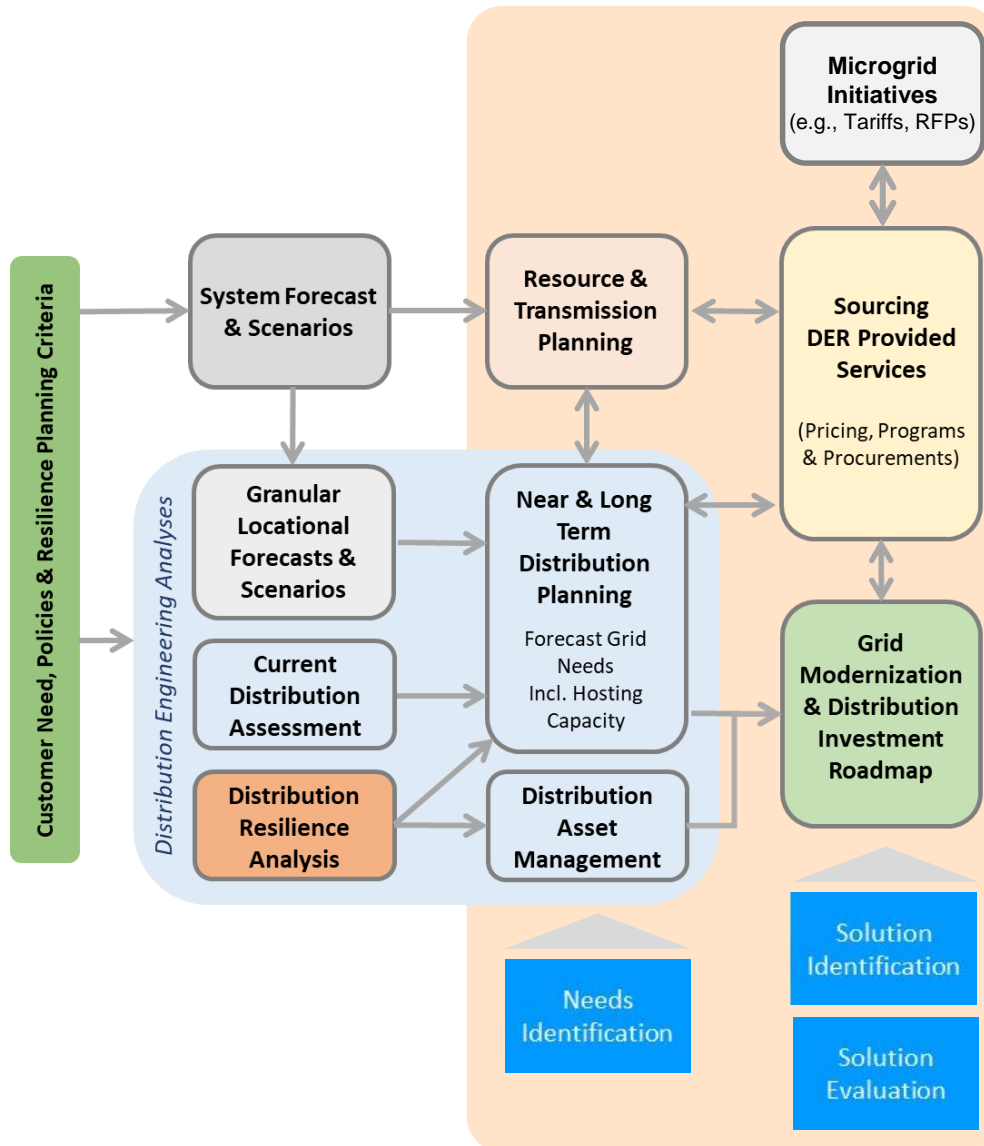 Microgrid
Initiatives
(e.g., Tariffs, RFPs)
Customer Need, Policies & Resilience Planning Criteria
System Forecast
& Scenarios
Resource &
Transmission
Planning
Sourcing
DER Provided
Services
(Pricing, Programs
& Procurements)
Distribution Engineering Analyses
Granular
Locational
Forecasts &
Scenarios
Near & Long
Term
Distribution
Planning
Forecast Grid
Needs
Incl. Hosting
Capacity
Current
Distribution
Assessment
Grid
Modernization
& Distribution
Investment
Roadmap
Distribution
Resilience
Analysis
Distribution
Asset
Management
Needs
Identification
Solution
Identification
Solution
Evaluation